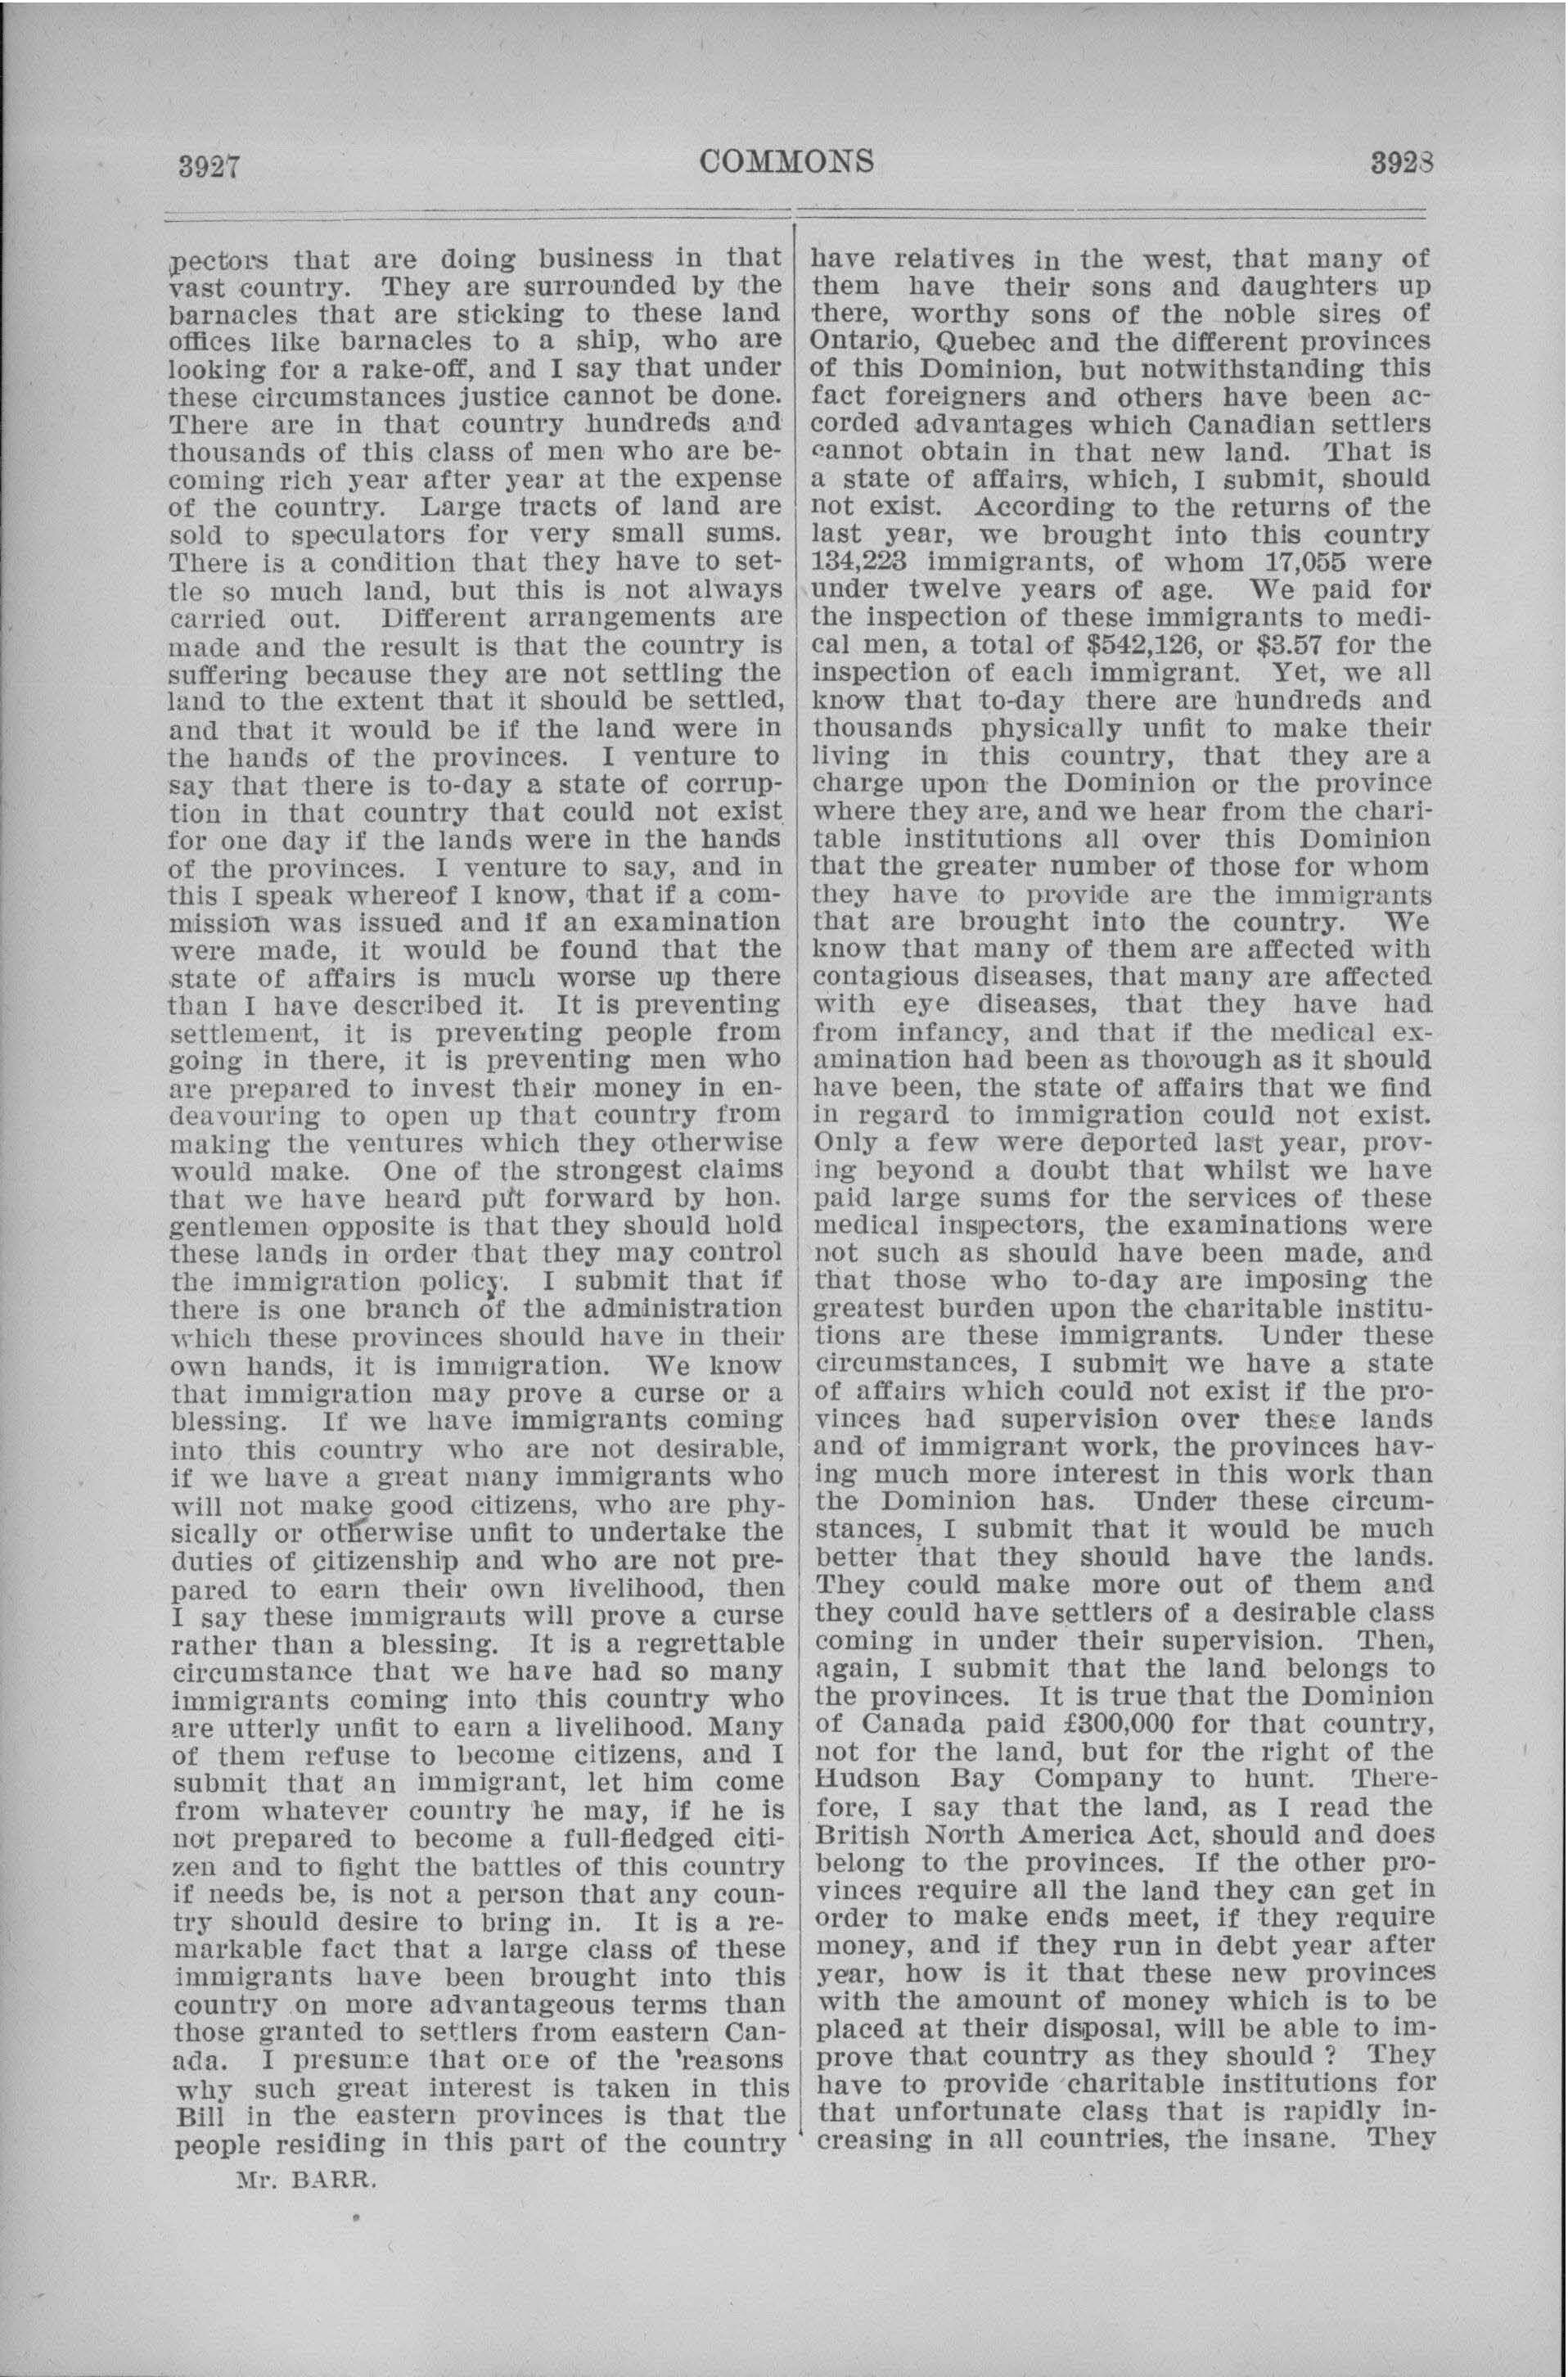 3927
COMMONS
3928
pectors that are doing business in that
vast country. They are surrounded by the
barnacles that are sticking to these land
offices like barnacles to a ship, who are
looking for a rake-off, and I say that under
these circumstances justice cannot be done.
There are in that country hundreds and
thousands of this class of men who are be-
coming rich year after year at the expense
of the country. Large tracts of land are
sold to speculators for very small sums.
There is a condition that they have to set-
tle so much land, but this is not always
carried out. Different arrangements are
made and the result is that the country is
suffering because they are not settling the
land to the extent that it should be settled,
and that it would be if the land were in
the hands of the provinces. I venture to
say that there is to-day a state of corrup-
tion in that country that could not exist
for one day if the lands were in the hands
of the provinces. I venture to say, and in
this I speak whereof I know, that if a com-
mission was issued and if an examination
were made, it would be found that the
state of affairs is much worse up there
than I have described it. It is preventing
settlement, it is preventing people from
going in there, it is preventing men who
are prepared to invest their money in en-
deavouring to open up that country from
making the ventures which they otherwise
would make. One of the strongest claims
that we have heard put forward by hon.
gentlemen opposite is that they should hold
these lands in order that they may control
the immigration policy. I submit that if
there is one branch of the administration
which these provinces should have in their
own hands, it is immigration. We know
that immigration may prove a curse or a
blessing. If we have immigrants coming
into this country who are not desirable,
if we have a great many immigrants who
will not make good citizens, who are phy-
sically or otherwise unfit to undertake the
duties of citizenship and who are not pre-
pared to earn their own livelihood, then
I say these immigrants will prove a curse
rather than a blessing. It is a regrettable
circumstance that we have had so many
immigrants coming into this country who
are utterly unfit to earn a livelihood. Many
of them refuse to become citizens, and I
submit that an immigrant, let him come
from whatever country he may, if he is
not prepared to become a full-fledged citi-
zen and to fight the battles of this country
if needs be, is not a person that any coun-
try should desire to bring in. It is a re-
markable fact that a large class of these
immigrants have been brought into this
country on more advantageous terms than
those granted to settlers from eastern Can-
ada. I presume that one of the 'reasons
why such great interest is taken in this
Bill in the eastern provinces is that the
people residing in this part of the country
Mr. BARR.
have relatives in the west, that many of
them have their sons and daughters up
there, worthy sons of the noble sires of
Ontario, Quebec and the different provinces
of this Dominion, but notwithstanding this
fact foreigners and others have been ac-
corded advantages which Canadian settlers
cannot obtain in that new land. That is
a state of affairs, which, I submit, should
not exist. According to the returns of the
last year, we brought into this country
134,223 immigrants, of whom 17,055 were
under twelve years of age. We paid for
the inspection of these immigrants to medi-
cal men, a total of $542,126, or $3.57 for the
inspection of each immigrant. Yet, we all
know that to-day there are hundreds and
thousands physically unfit to make their
living in this country, that they are a
charge upon the Dominion or the province
where they are, and we hear from the chari-
table institutions all over this Dominion
that the greater number of those for whom
they have to provide are the immigrants
that are brought into the country. We
know that many of them are affected with
contagious diseases, that many are affected
with eye diseases, that they have had
from infancy, and that if the medical ex-
amination had been as thorough as it should
have been, the state of affairs that we find
in regard to immigration could not exist.
Only a few were deported last year, prov-
ing beyond a doubt that whilst we have
paid large sums for the services of these
medical inspectors, the examinations were
not such as should have been made, and
that those who to-day are imposing the
greatest burden upon the charitable institu-
tions are these immigrants. Under these
circumstances, I submit we have a state
of affairs which could not exist if the pro-
vinces had supervision over these lands
and of immigrant work, the provinces hav-
ing much more interest in this work than
the Dominion has. Under these circum-
stances, I submit that it would be much
better that they should have the lands.
They could make more out of them and
they could have settlers of a desirable class
coming in under their supervision. Then,
again, I submit that the land belongs to
the provinces. It is true that the Dominion
of Canada paid £300,000 for that country,
not for the land, but for the right of the
Hudson Bay Company to hunt. There-
fore, I say that the land, as I read the
British North America Act, should and does
belong to the provinces. If the other pro-
vinces require all the land they can get in
order to make ends meet, if they require
money, and if they run in debt year after
year, how is it that these new provinces
with the amount of money which is to be
placed at their disposal, will be able to im-
prove that country as they should ? They
have to provide charitable institutions for
that unfortunate class that is rapidly in-
creasing in all countries, the insane. They